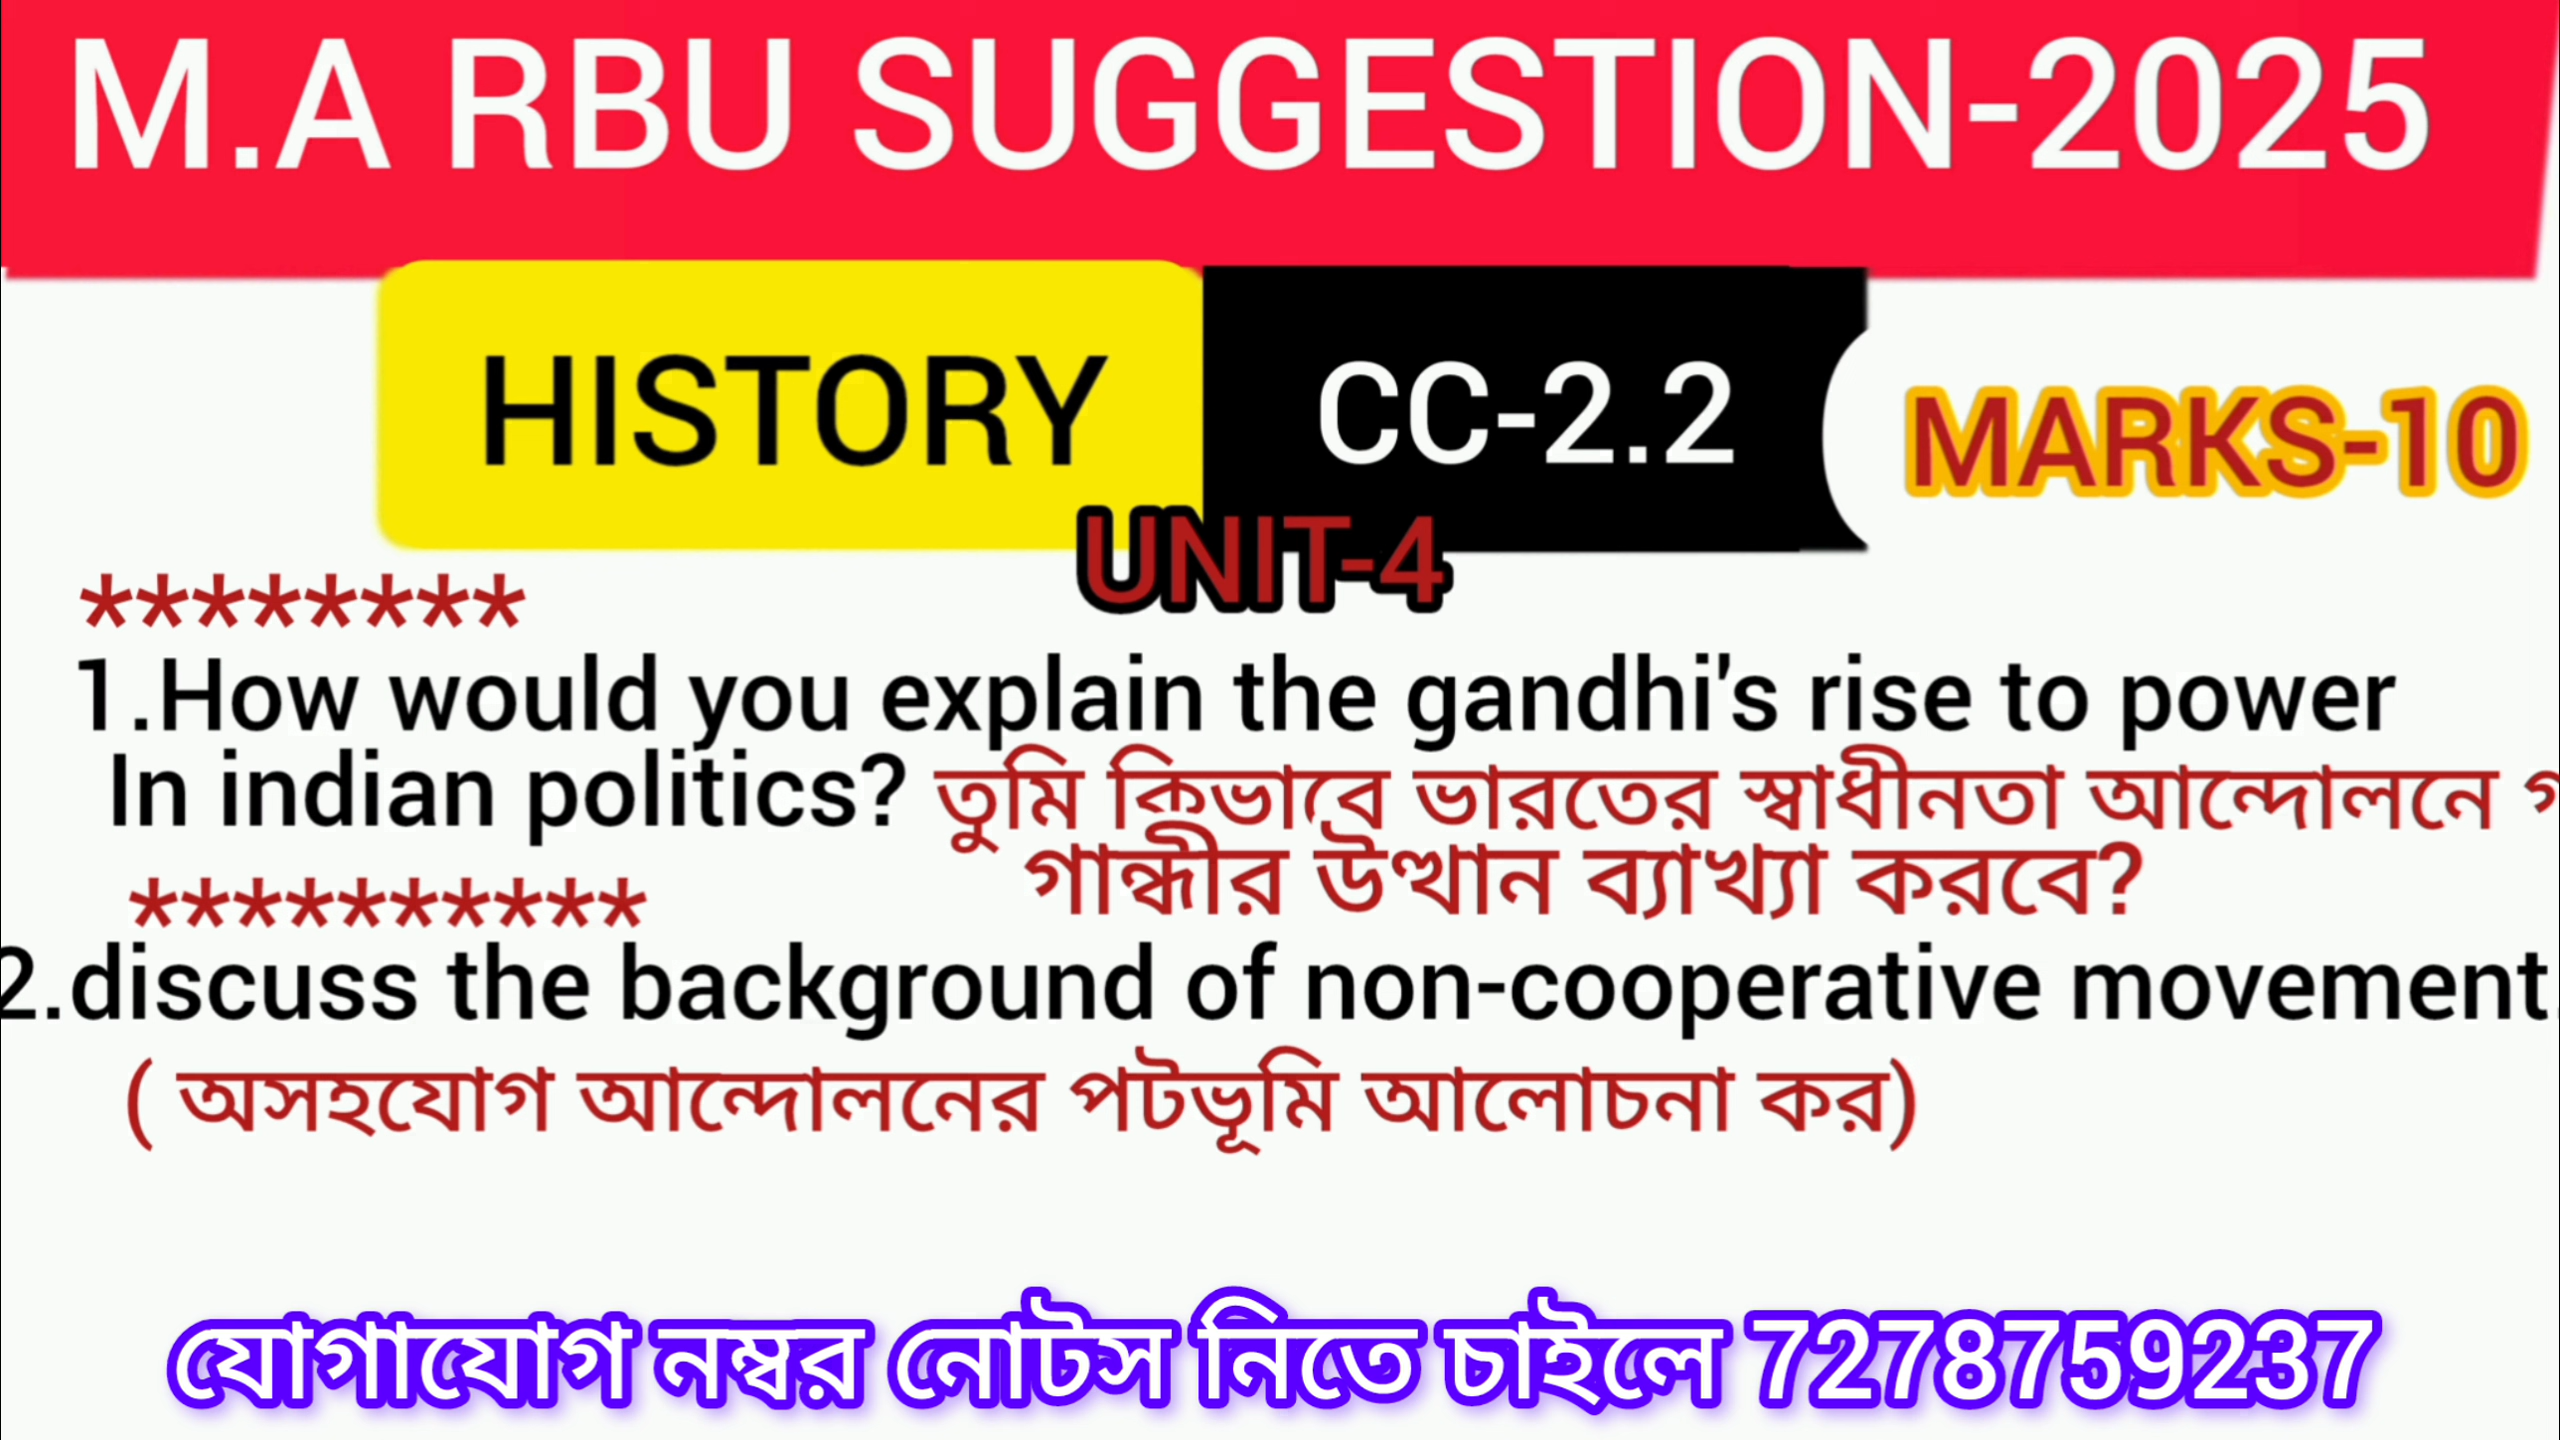 M.A RBU SUGGESTION-2025
HISTORY
CC-2.2
MARKS-10
UNIT-4
********
1.How would you explain the gandhi's rise to power
In indian politics? তুমি কিভাবে ভারতের স্বাধীনতা আন্দোলনে
গান্ধীর উত্থান ব্যাখ্যা করবে?
**********
2.discuss the background of non-cooperative movement.
( অসহযোগ আন্দোলনের পটভূমি আলোচনা কর)
যোগাযোগ নম্বর নোটস নিতে চাইলে 7278759237